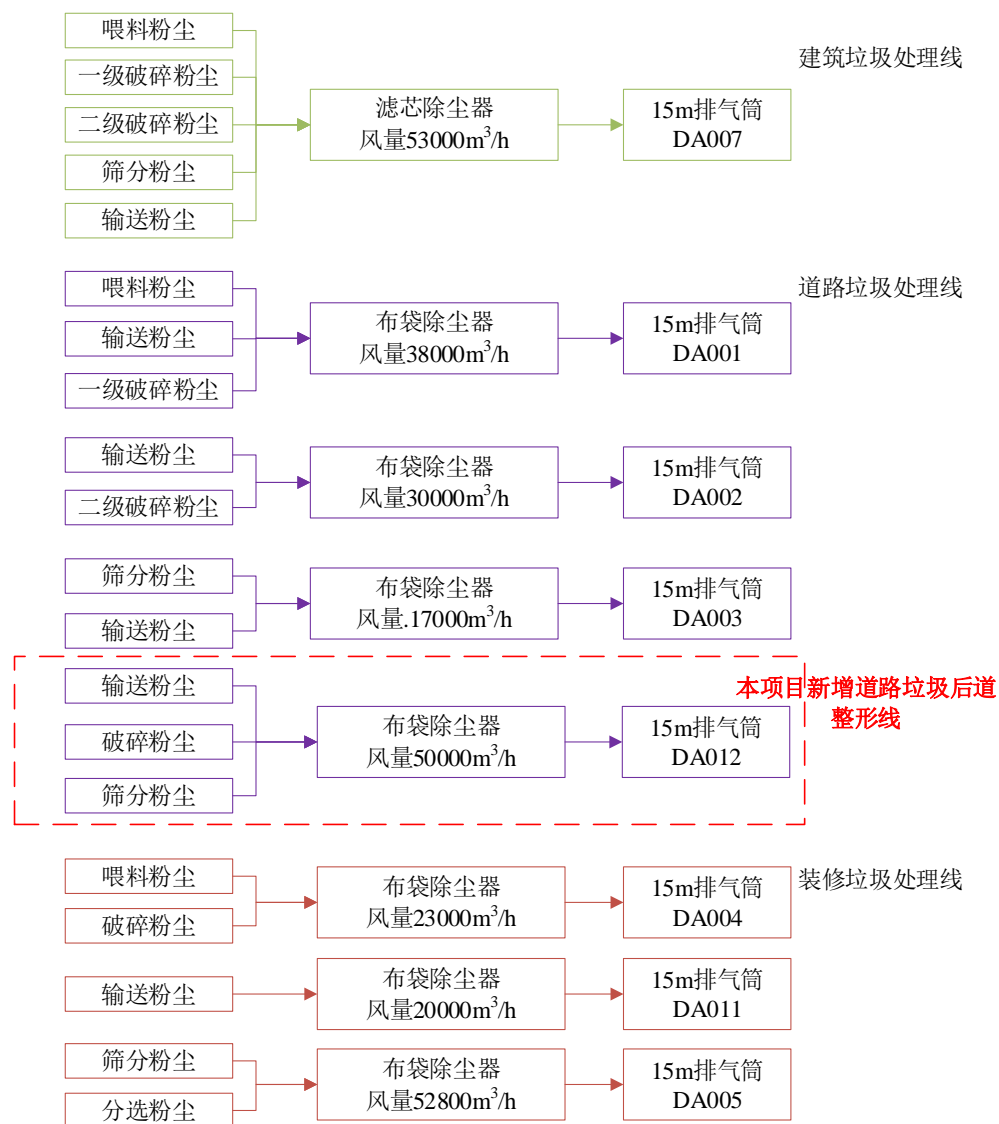 建筑垃圾处理线
喂料粉尘
一级破碎粉尘
二级破碎粉尘
筛分粉尘
输送粉尘
滤芯除尘器
风量53000m³/h
15m排气筒
DA007
道路垃圾处理线
喂料粉尘
输送粉尘
一级破碎粉尘
布袋除尘器
风量38000m³/h
15m排气筒
DA001
输送粉尘
二级破碎粉尘
布袋除尘器
风量30000m³/h
15m排气筒
DA002
筛分粉尘
输送粉尘
布袋除尘器
风量.17000m³/h
15m排气筒
DA003
本项目新增道路垃圾后道
整形线
输送粉尘
破碎粉尘
筛分粉尘
布袋除尘器
风量50000m³/h
15m排气筒
DA012
装修垃圾处理线
喂料粉尘
破碎粉尘
布袋除尘器
风量23000m³/h
15m排气筒
DA004
输送粉尘
布袋除尘器
风量20000m³/h
15m排气筒
DA011
筛分粉尘
分选粉尘
布袋除尘器
风量52800m³/h
15m排气筒
DA005